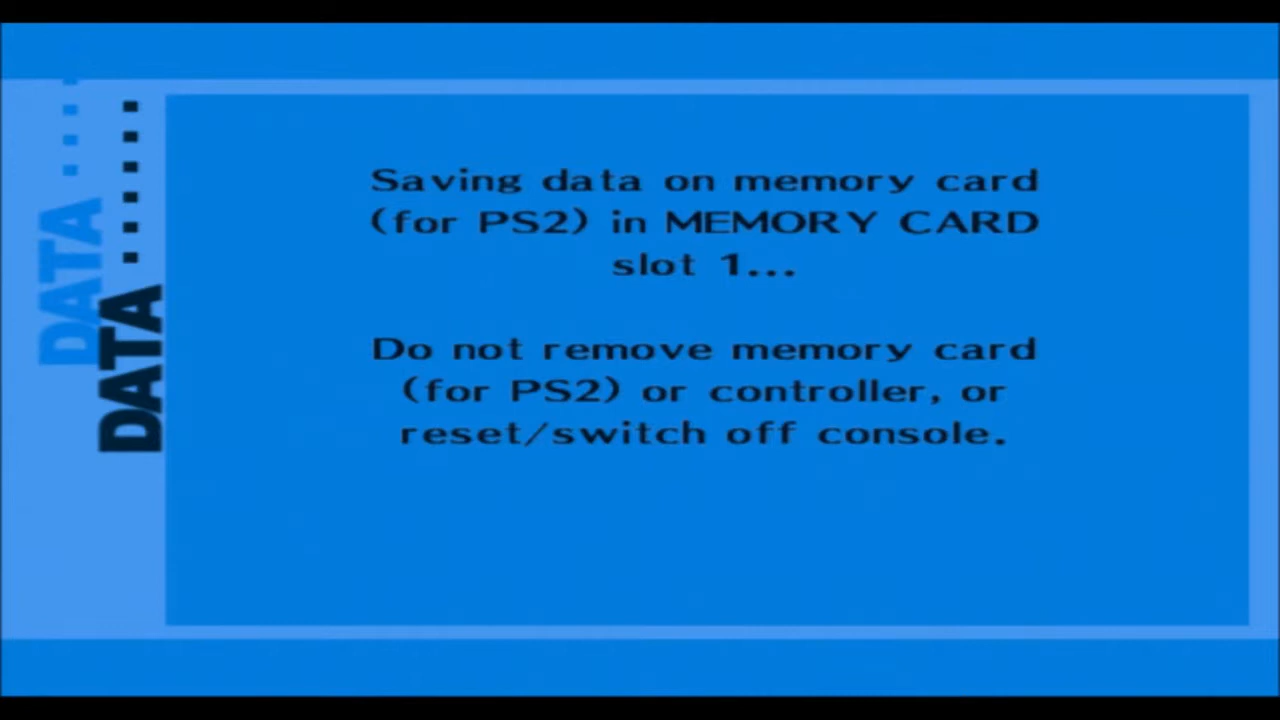 DATA......
DATA....
Saving data on memory card
(for PS2) in MEMORY CARD
slot 1...
Do not remove memory card
(for PS2) or controller, or
reset/switch off console.